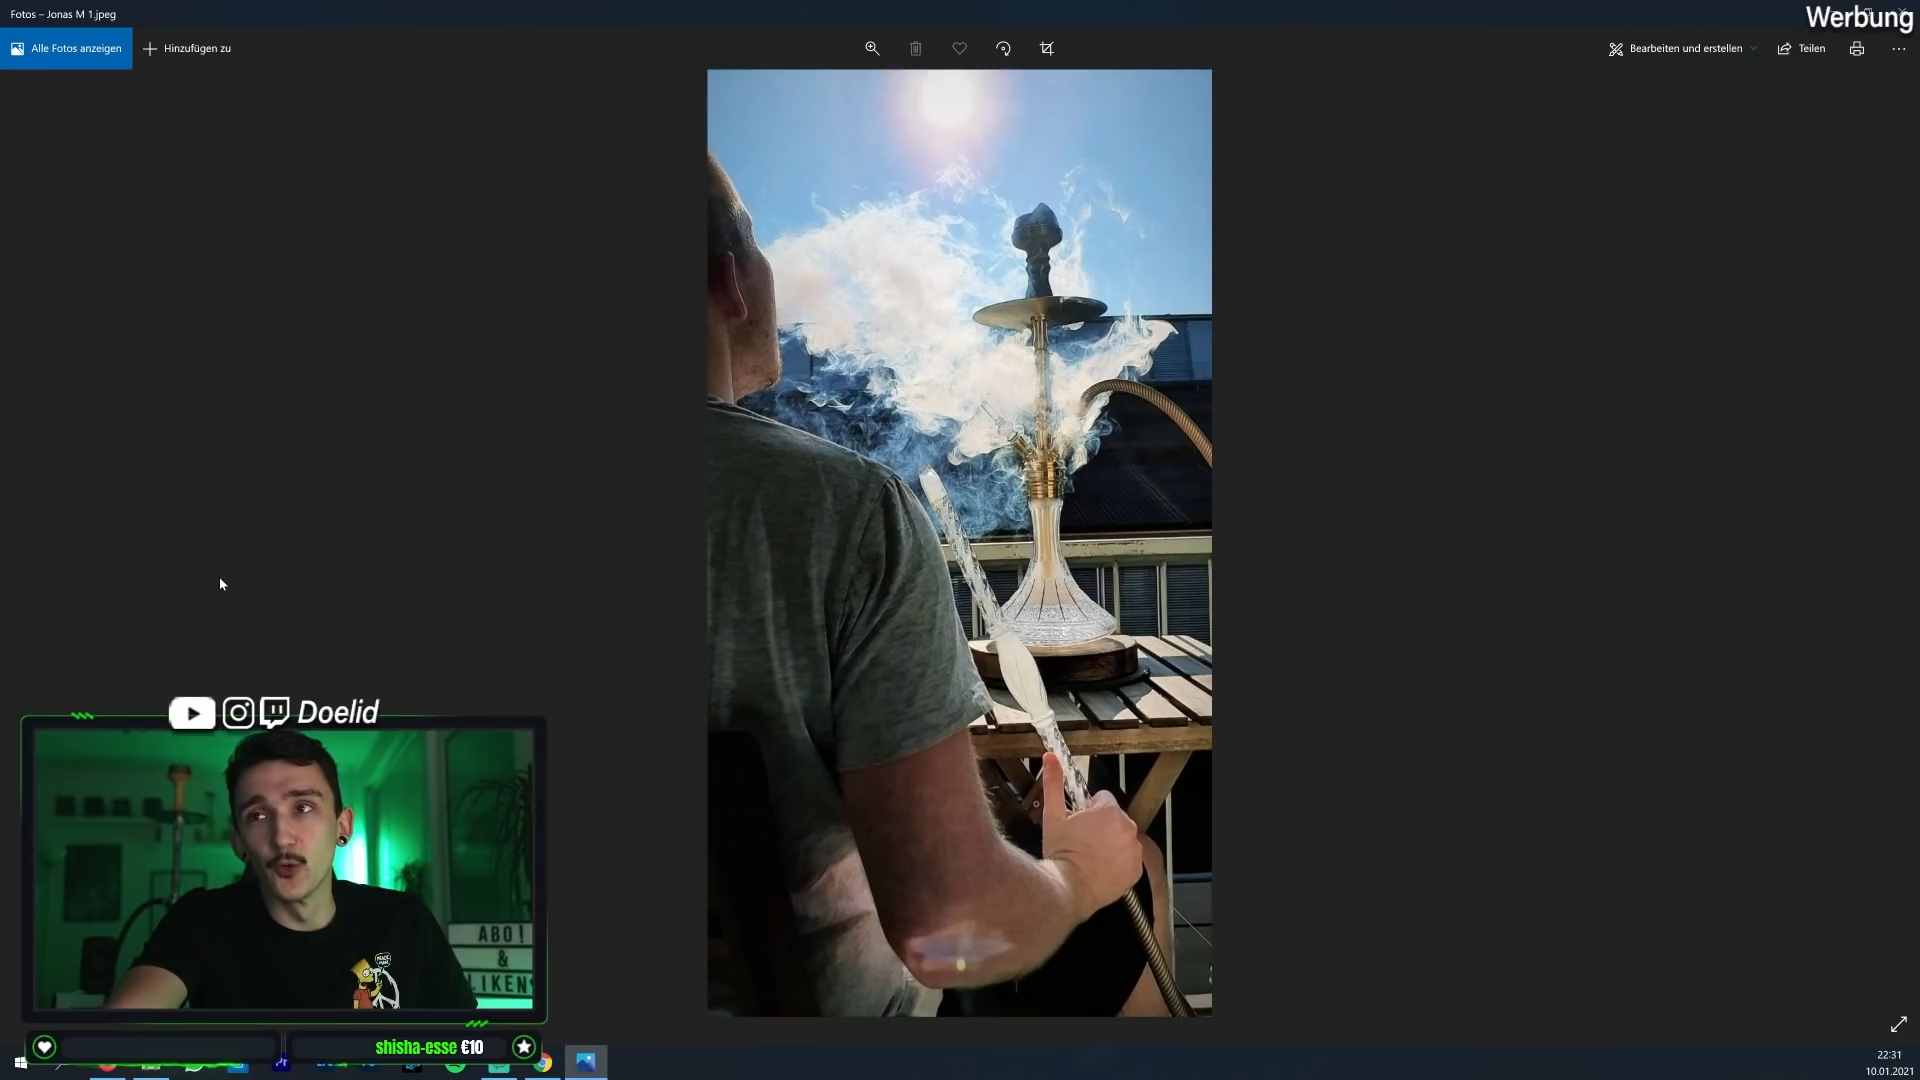 Fotos – Jonas M 1.jpeg
Werbung
Alle Fotos anzeigen
Hinzufügen zu
Bearbeiten und erstellen
Teilen
Doelid
ABO!
&
LIKEN
shisha-esse €10
22:31
10.01.2021